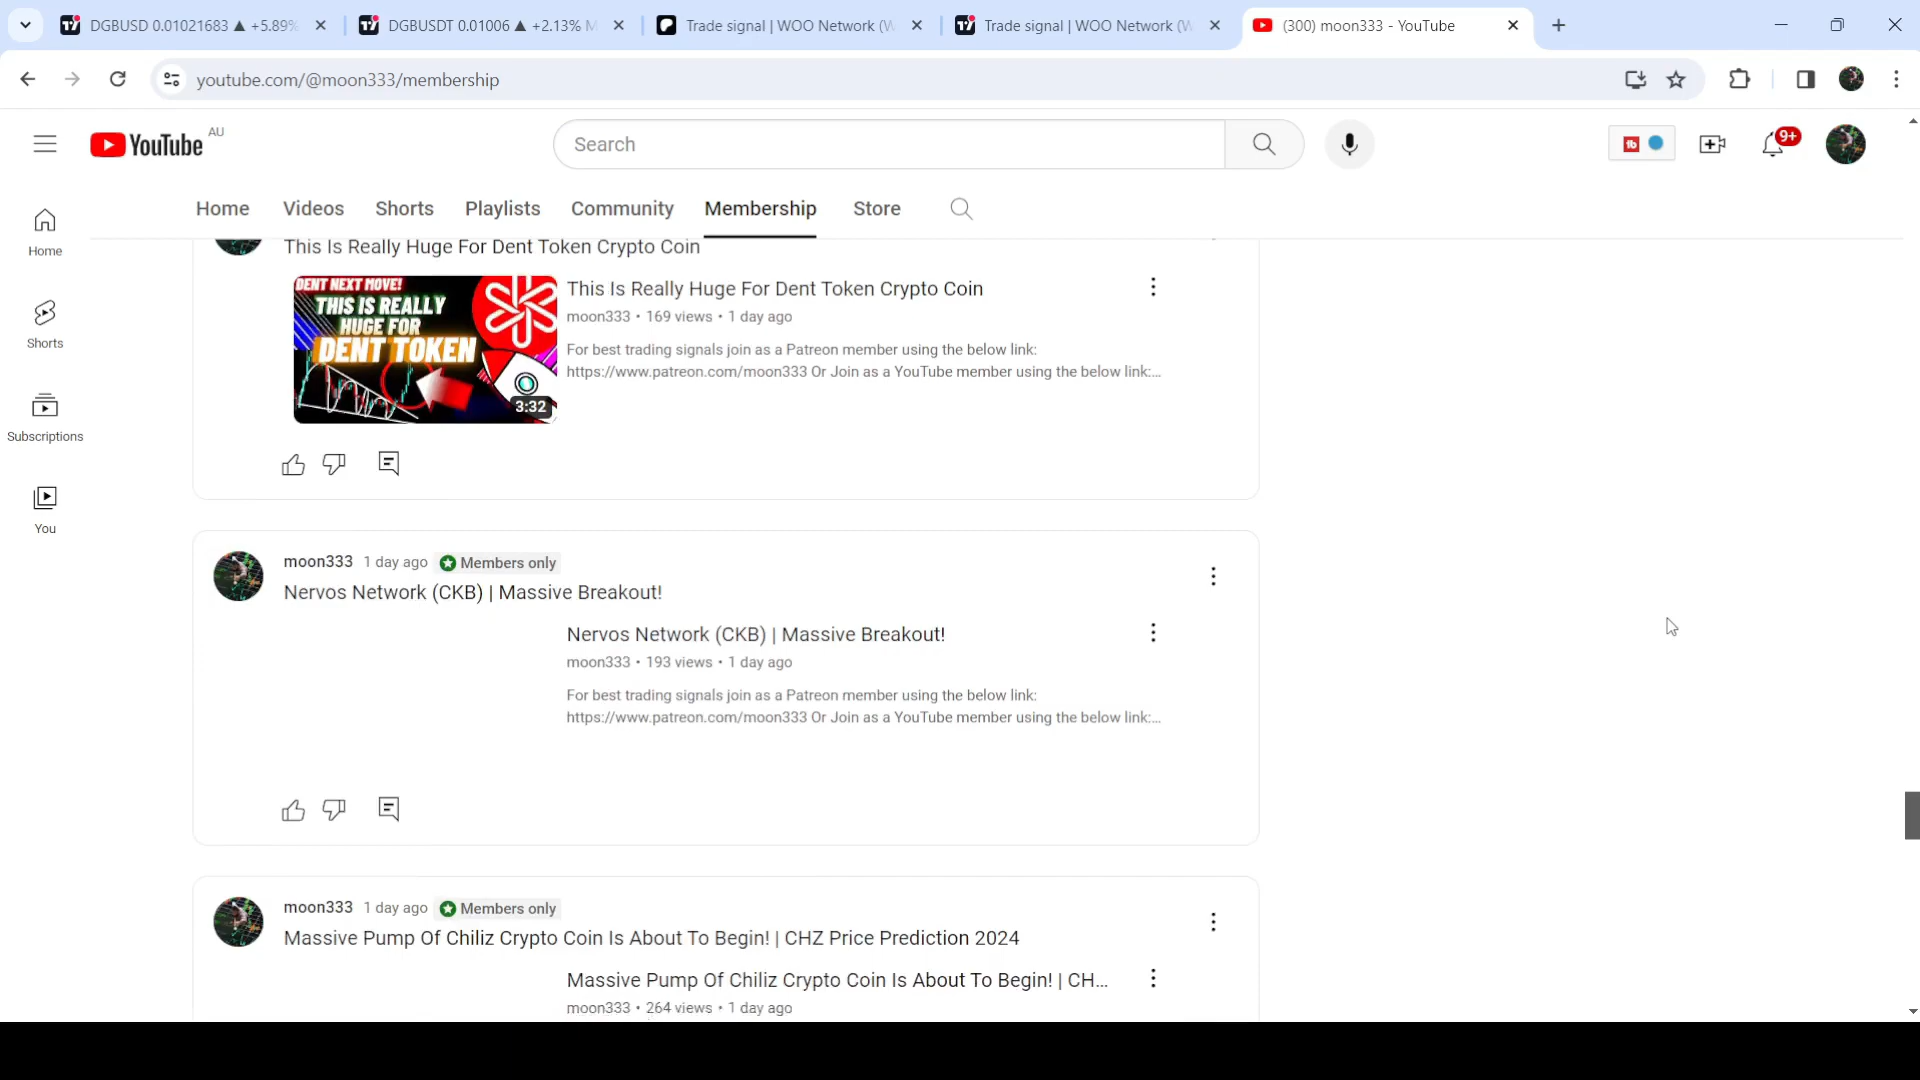 DGBUSD 0.01021683 ▲ +5.89%
DGBUSDT 0.01006 ▲ +2.13% M
Trade signal | WOO Network (W
Trade signal | WOO Network (W
(300) moon333 - YouTube
youtube.com/@moon333/membership
YouTube AU
Search
9+
Home
Videos
Shorts
Playlists
Community
Membership
Store
Home
Shorts
Subscriptions
You
This Is Really Huge For Dent Token Crypto Coin
DENT NEXT MOVE!
THIS IS REALLY
HUGE FOR
DENT TOKEN
3:32
This Is Really Huge For Dent Token Crypto Coin
moon333 • 169 views • 1 day ago
For best trading signals join as a Patreon member using the below link:
https://www.patreon.com/moon333 Or Join as a YouTube member using the below link:...
moon333 1 day ago Members only
Nervos Network (CKB) | Massive Breakout!
Nervos Network (CKB) | Massive Breakout!
moon333 • 193 views • 1 day ago
For best trading signals join as a Patreon member using the below link:
https://www.patreon.com/moon333 Or Join as a YouTube member using the below link:...
moon333 1 day ago Members only
Massive Pump Of Chiliz Crypto Coin Is About To Begin! | CHZ Price Prediction 2024
Massive Pump Of Chiliz Crypto Coin Is About To Begin! | CH...
moon333 • 264 views • 1 day ago